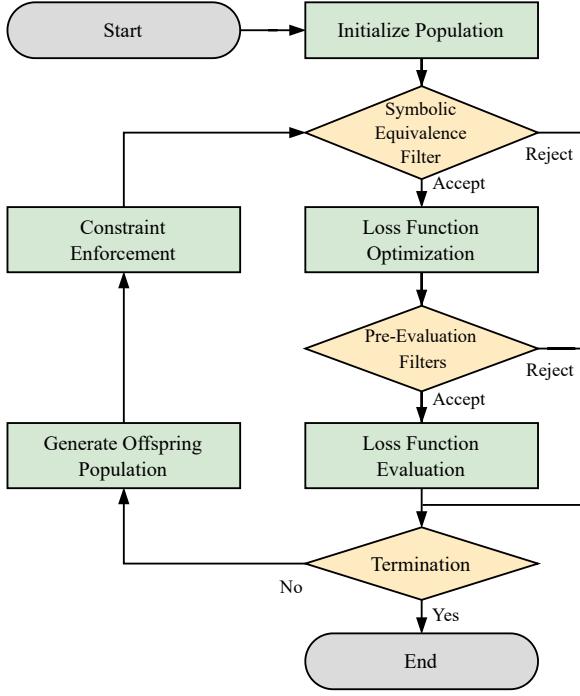 Start
Initialize Population
Symbolic
Equivalence
Filter
Reject
Accept
Constraint
Enforcement
Loss Function
Optimization
Pre-Evaluation
Filters
Reject
Accept
Generate Offspring
Population
Loss Function
Evaluation
Termination
No
Yes
End